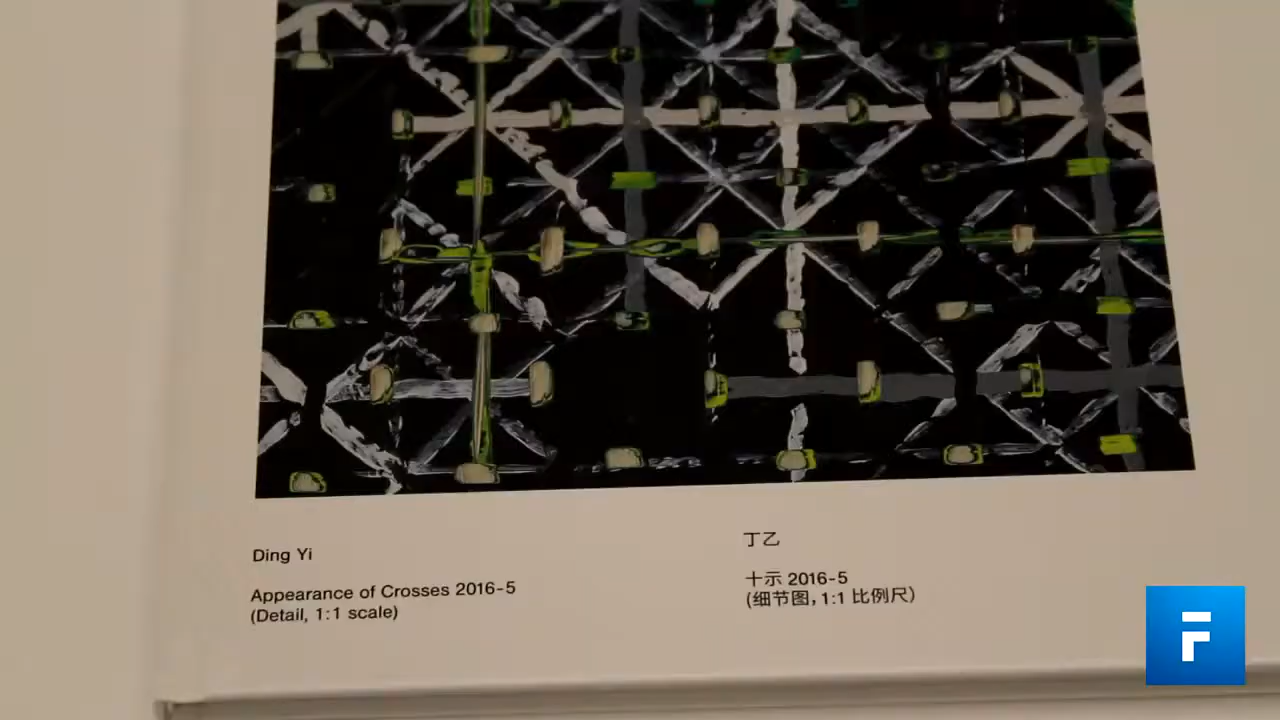 Ding Yi
Appearance of Crosses 2016-5
(Detail, 1:1 scale)
丁乙
十示 2016-5
(细节图, 1:1 比例尺)
F